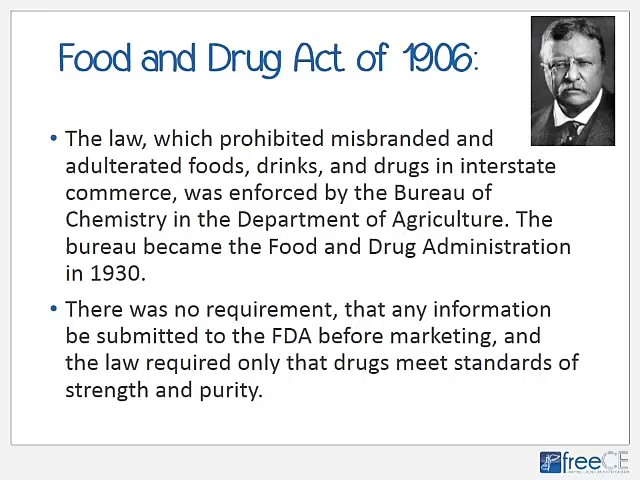 Food and Drug Act of 1906:
• The law, which prohibited misbranded and
adulterated foods, drinks, and drugs in interstate
commerce, was enforced by the Bureau of
Chemistry in the Department of Agriculture. The
bureau became the Food and Drug Administration
in 1930.
• There was no requirement, that any information
be submitted to the FDA before marketing, and
the law required only that drugs meet standards of
strength and purity.
freeCE